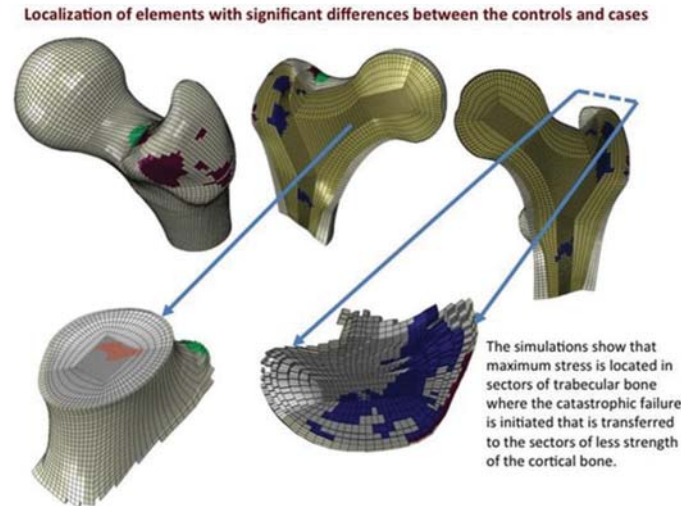 Localization of elements with significant differences between the controls and cases
The simulations show that
maximum stress is located in
sectors of trabecular bone
where the catastrophic failure
is initiated that is transferred
to the sectors of less strength
of the cortical bone.